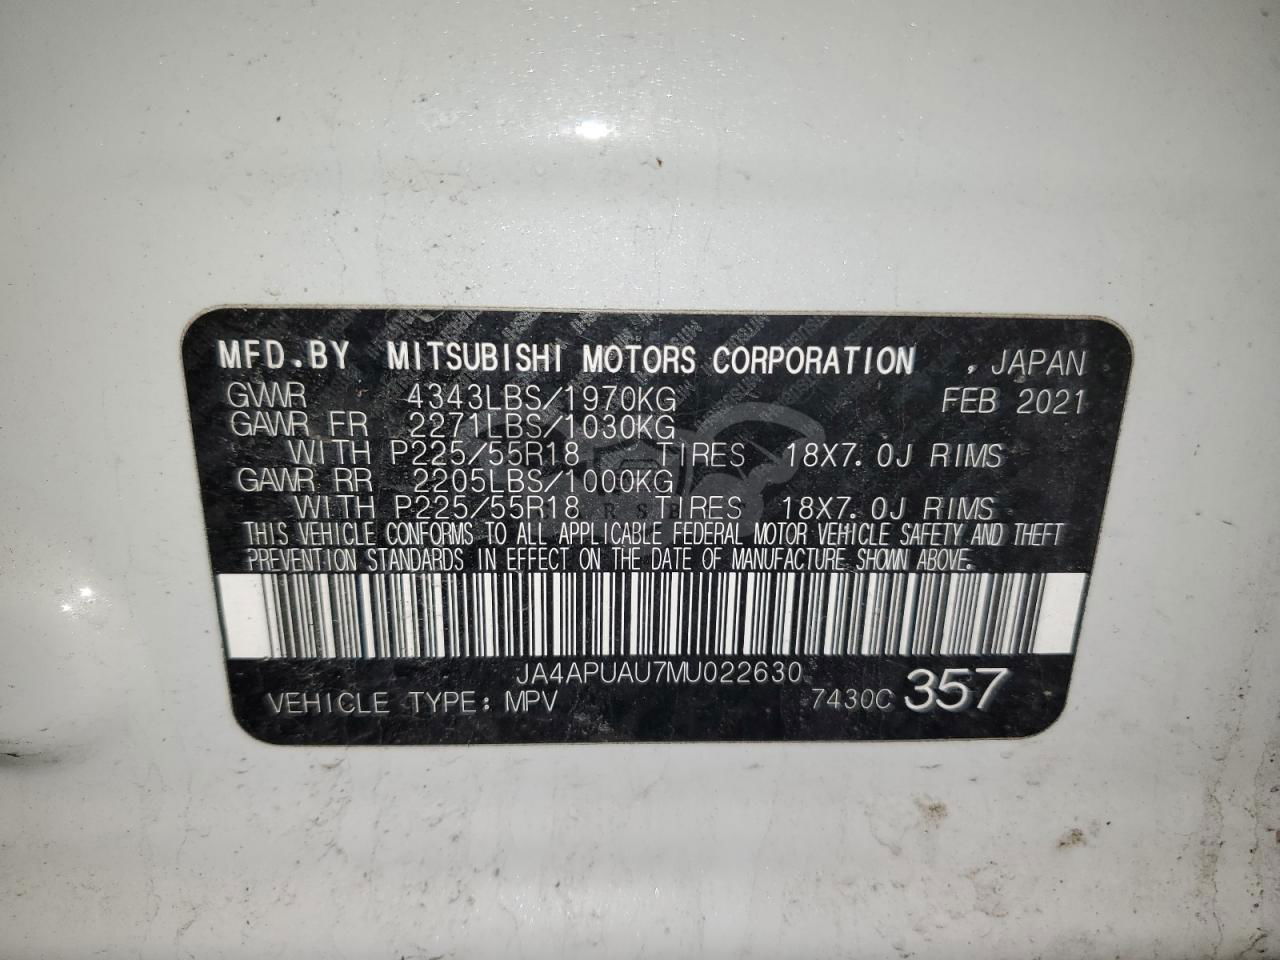 MFD.BY MITSUBISHI MOTORS CORPORATION , JAPAN
GVWR 4343LBS/1970KG FEB 2021
GAWR FR 2271LBS/1030KG
WITH P225/55R18 TIRES 18X7.0J RIMS
GAWR RR 2205LBS/1000KG
WITH P225/55R18 TIRES 18X7.0J RIMS
THIS VEHICLE CONFORMS TO ALL APPLICABLE FEDERAL MOTOR VEHICLE SAFETY AND THEFT
PREVENTION STANDARDS IN EFFECT ON THE DATE OF MANUFACTURE SHOWN ABOVE.
JA4APUAU7MU022630
VEHICLE TYPE: MPV 7430C 357